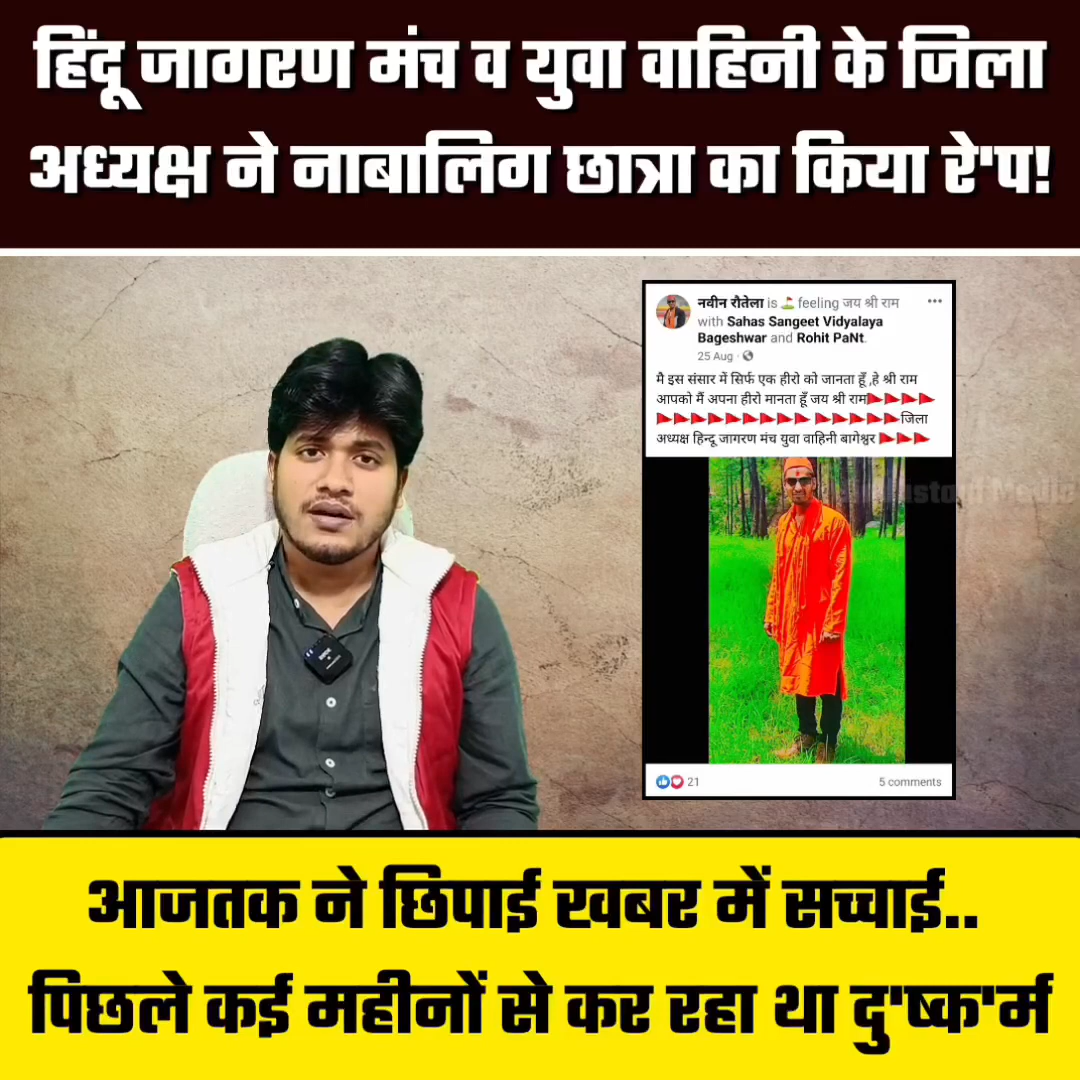 हिंदू जागरण मंच व युवा वाहिनी के जिला
अध्यक्ष ने नाबालिग छात्रा का किया रे'प!
नवीन रौतेला is ⛳ feeling जय श्री राम
with Sahas Sangeet Vidyalaya
Bageshwar and Rohit PaNt.
25 Aug ·
मै इस संसार में सिर्फ एक हीरो को जानता हूँ ,हे श्री राम
आपको मैं अपना हीरो मानता हूँ जय श्री राम🚩🚩🚩🚩
🚩🚩🚩🚩🚩🚩🚩🚩 🚩🚩🚩🚩🚩जिला
अध्यक्ष हिन्दू जागरण मंच युवा वाहिनी बागेश्वर 🚩🚩🚩
21
5 comments
आजतक ने छिपाई खबर में सच्चाई..
पिछले कई महीनों से कर रहा था दु'ष्क'र्म